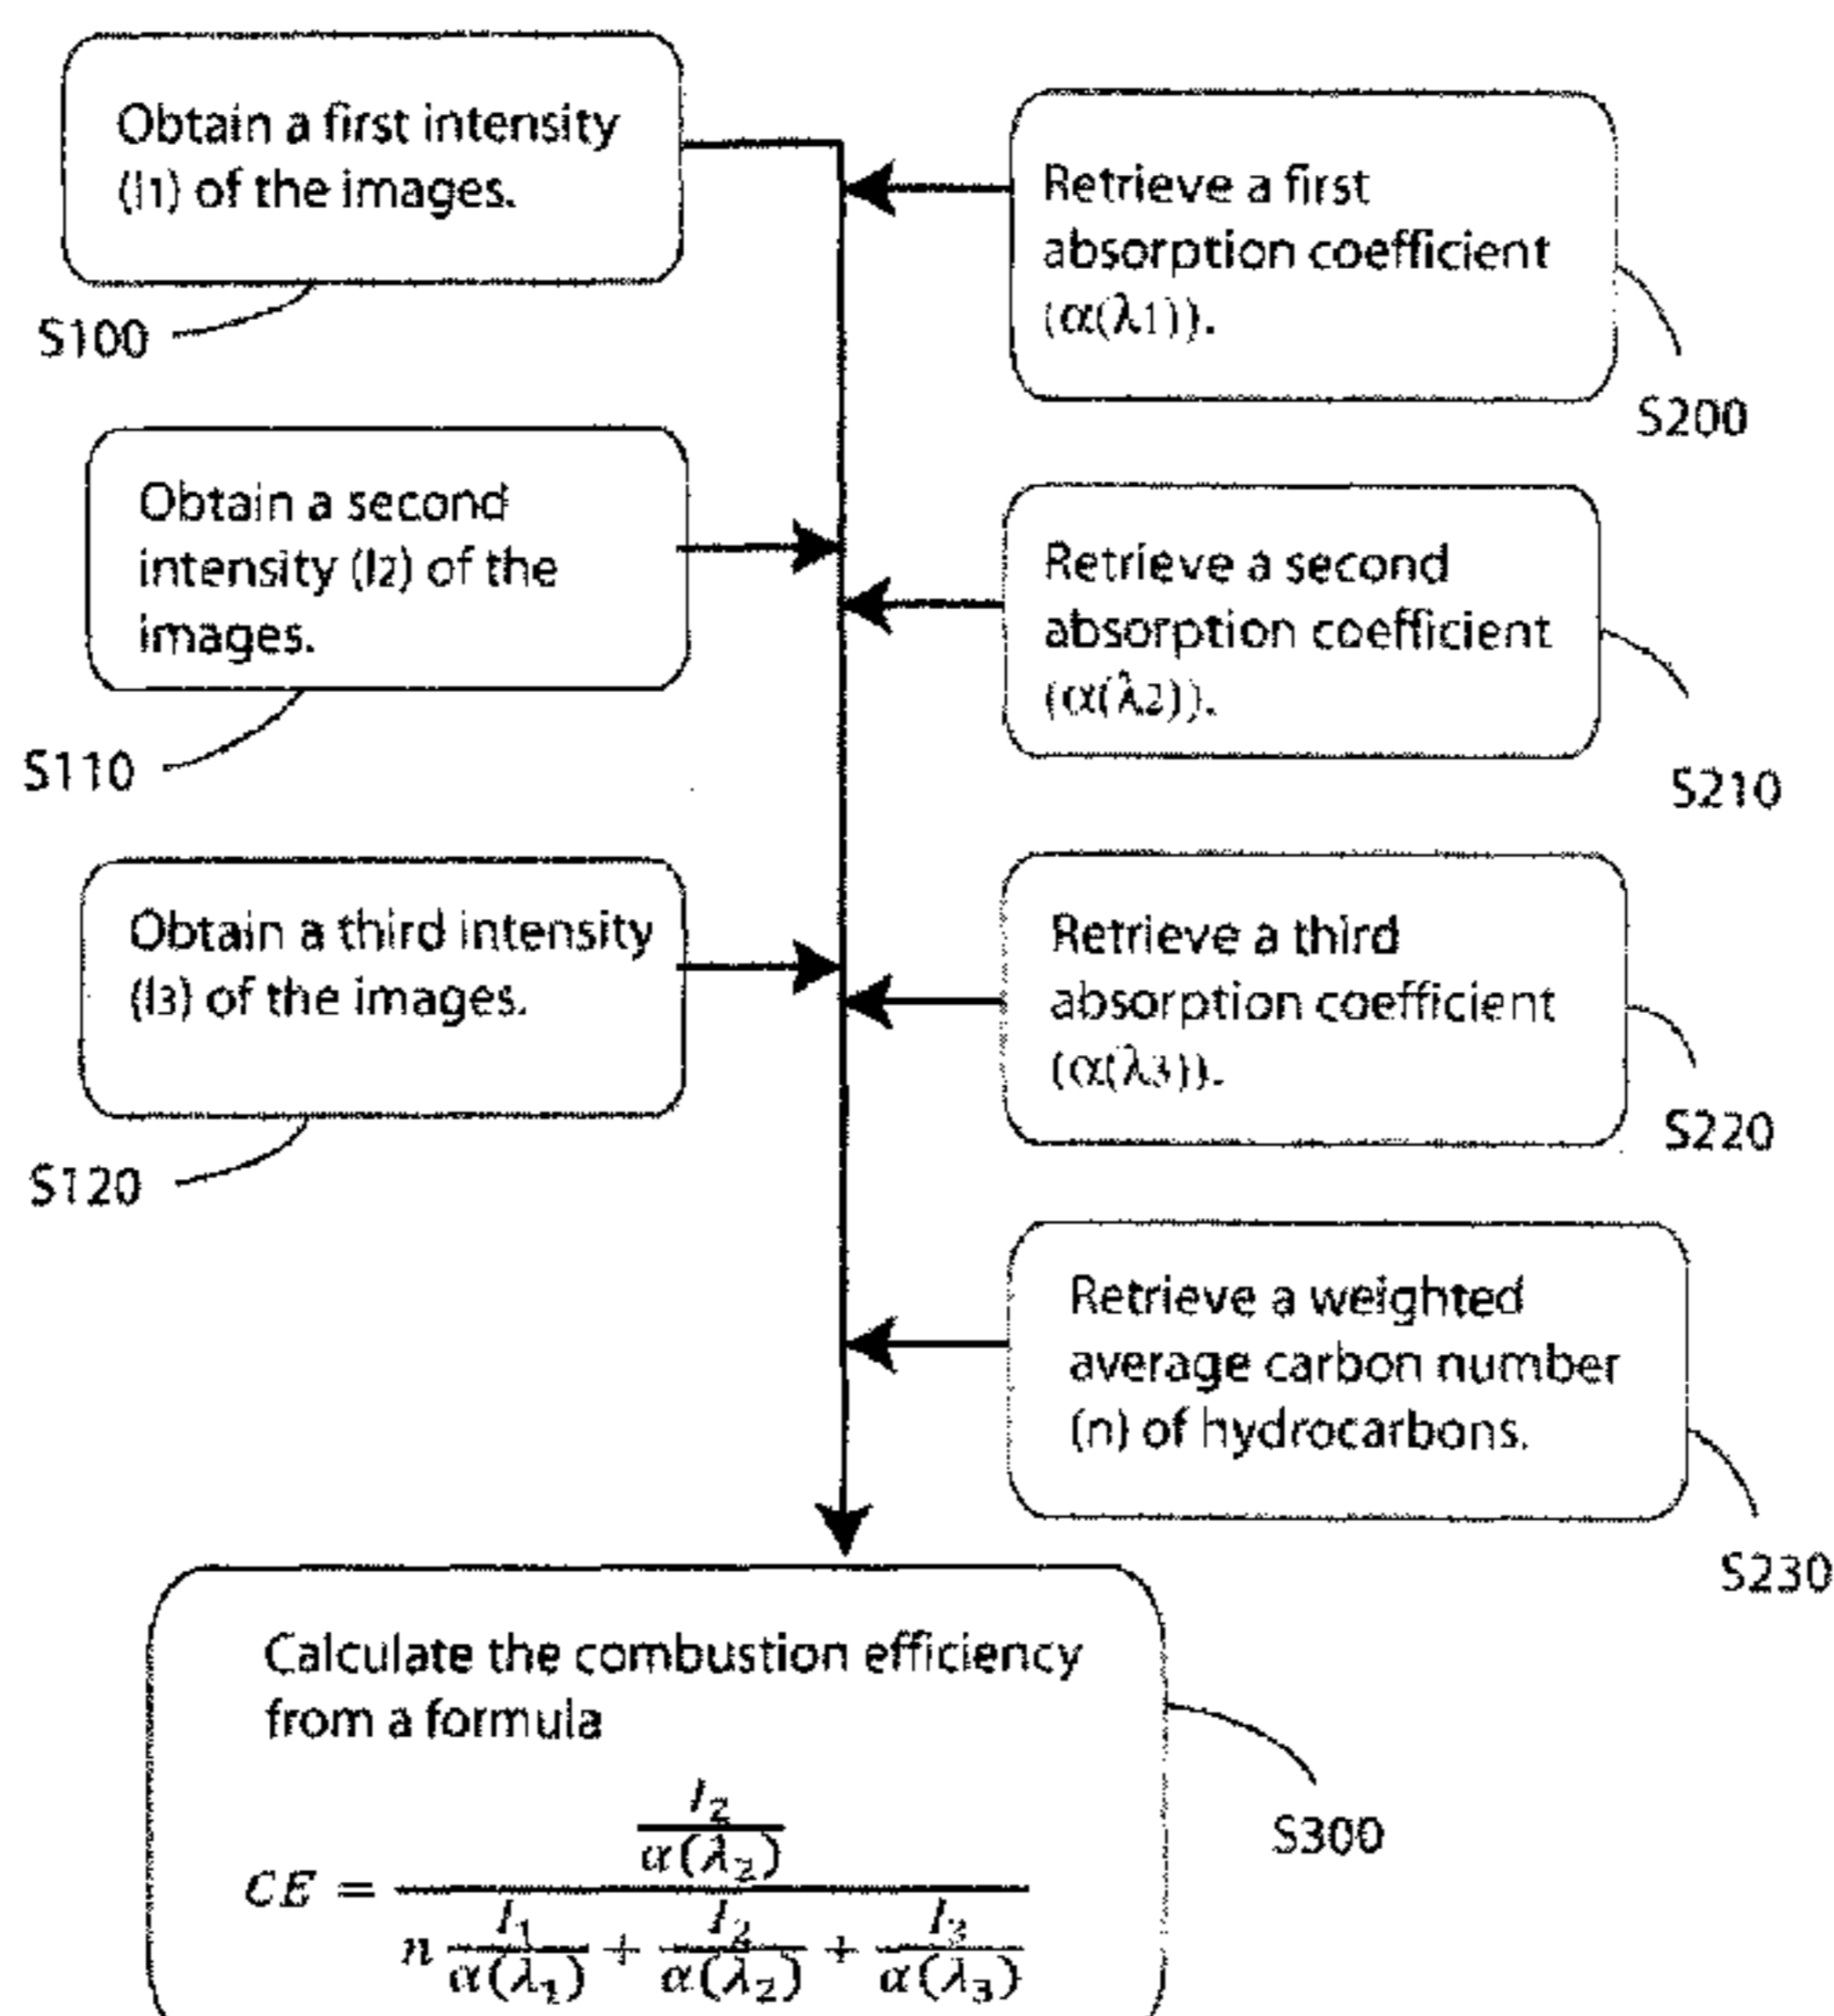 Obtain a first intensity
(I1) of the images.
S100
Retrieve a first
absorption coefficient
(α(λ1)).
S200
Obtain a second
intensity (I2) of the
images.
S110
Retrieve a second
absorption coefficient
(α(λ2)).
S210
Obtain a third intensity
(I3) of the images.
S120
Retrieve a third
absorption coefficient
(α(λ3)).
S220
Retrieve a weighted
average carbon number
(n) of hydrocarbons.
S230
Calculate the combustion efficiency
from a formula
S300
I₂
α(λ₂)
CE =
I₁ I₂ I₃
n + +
α(λ₁) α(λ₂) α(λ₃)